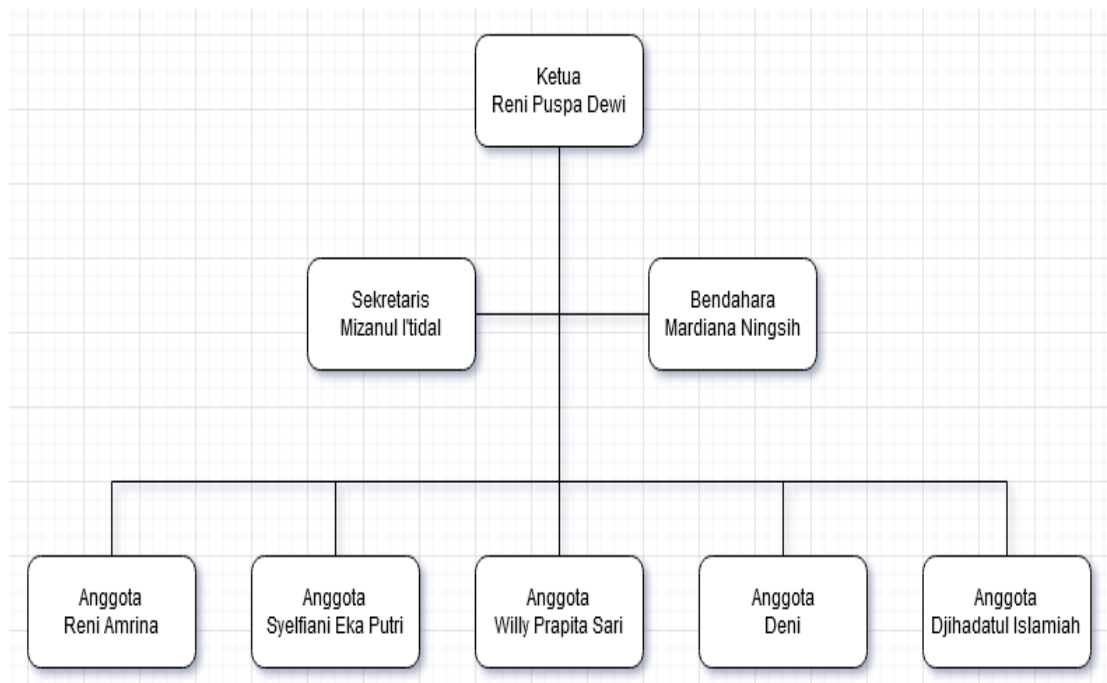 Ketua
Reni Puspa Dewi
Sekretaris
Mizanul I'tidal
Bendahara
Mardiana Ningsih
Anggota
Reni Amrina
Anggota
Syelfiani Eka Putri
Anggota
Willy Prapita Sari
Anggota
Deni
Anggota
Djihadatul Islamiah